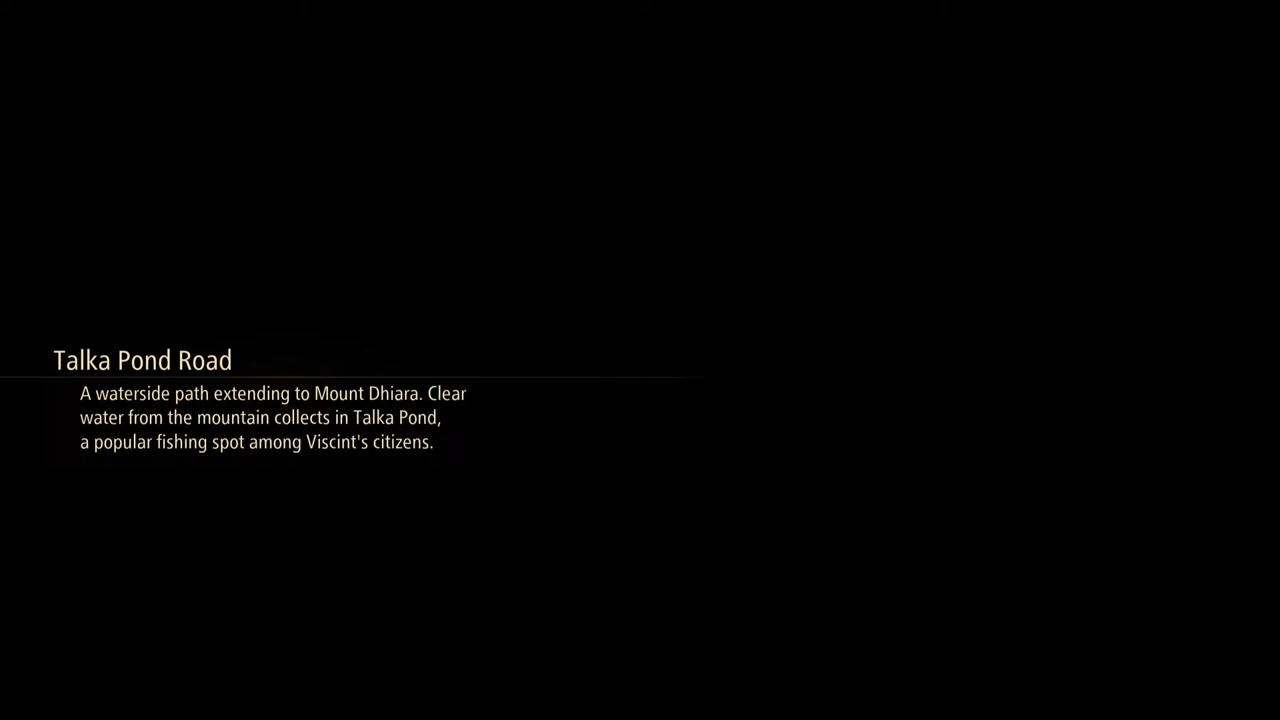 Talka Pond Road
A waterside path extending to Mount Dhiara. Clear
water from the mountain collects in Talka Pond,
a popular fishing spot among Viscint's citizens.